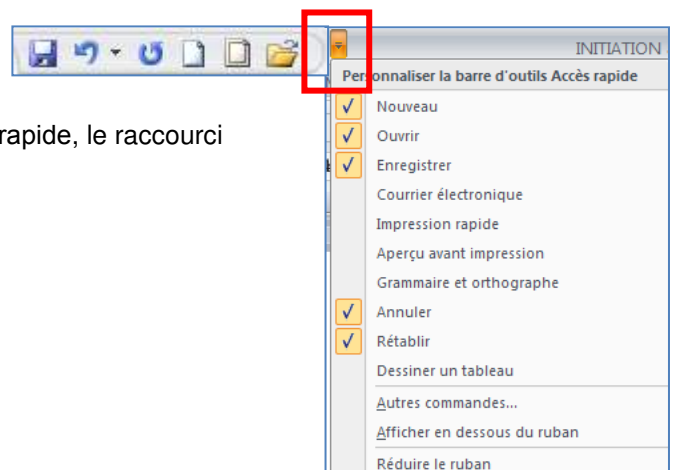 INITIATION
Personnaliser la barre d'outils Accès rapide
rapide, le raccourci
Nouveau
Ouvrir
Enregistrer
Courrier électronique
Impression rapide
Aperçu avant impression
Grammaire et orthographe
Annuler
Rétablir
Dessiner un tableau
Autres commandes...
Afficher en dessous du ruban
Réduire le ruban